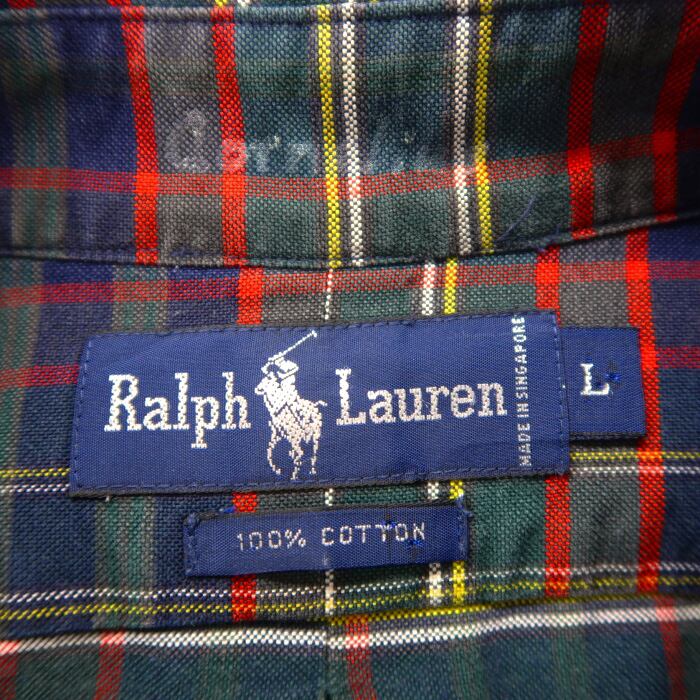 Ralph Lauren
MADE IN SINGAPORE
L
100% COTTON